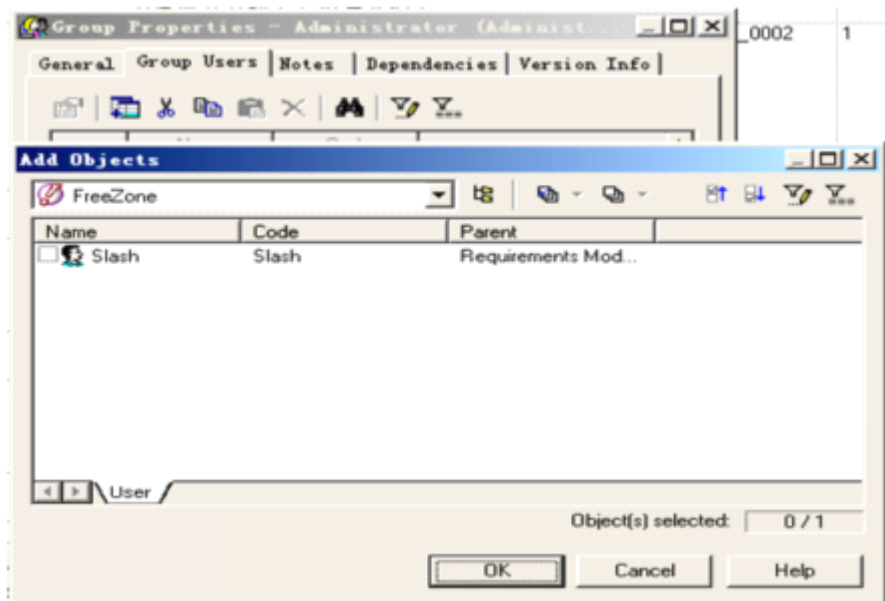 Group Properties - Administrator (Administ...
_0002 1
General Group Users Notes Dependencies Version Info
Add Objects
FreeZone
Name Code Parent
Slash Slash Requirements Mod...
User
Object(s) selected: 0 / 1
OK Cancel Help